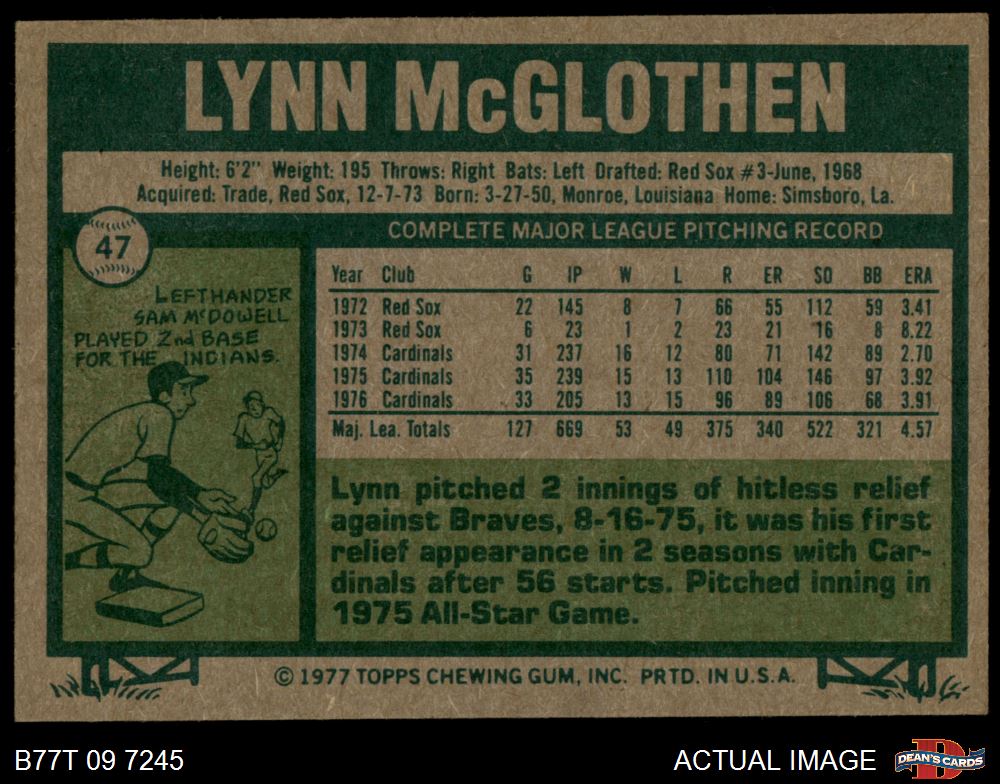 LYNN McGLOTHEN
Height: 6'2" Weight: 195 Throws: Right Bats: Left Drafted: Red Sox #3-June, 1968
Acquired: Trade, Red Sox, 12-7-73 Born: 3-27-50, Monroe, Louisiana Home: Simsboro, La.
47
LEFTHANDER
SAM McDOWELL
PLAYED 2nd BASE
FOR THE INDIANS.
COMPLETE MAJOR LEAGUE PITCHING RECORD
Year Club G IP W L R ER SO BB ERA
1972 Red Sox 22 145 8 7 66 55 112 59 3.41
1973 Red Sox 6 23 1 2 23 21 16 8 8.22
1974 Cardinals 31 237 16 12 80 71 142 89 2.70
1975 Cardinals 35 239 15 13 110 104 146 97 3.92
1976 Cardinals 33 205 13 15 96 89 106 68 3.91
Maj. Lea. Totals 127 669 53 49 375 340 522 321 4.57
Lynn pitched 2 innings of hitless relief
against Braves, 8-16-75, it was his first
relief appearance in 2 seasons with Car-
dinals after 56 starts. Pitched inning in
1975 All-Star Game.
© 1977 TOPPS CHEWING GUM, INC. PRTD. IN U.S.A.
B77T 09 7245
ACTUAL IMAGE
D
DEAN'S CARDS